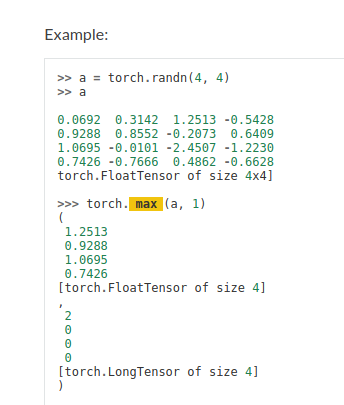 Example:
>> a = torch.randn(4, 4)
>> a
0.0692 0.3142 1.2513 -0.5428
0.9288 0.8552 -0.2073 0.6409
1.0695 -0.0101 -2.4507 -1.2230
0.7426 -0.7666 0.4862 -0.6628
torch.FloatTensor of size 4x4]
>>> torch. max (a, 1)
(
1.2513
0.9288
1.0695
0.7426
[torch.FloatTensor of size 4]
,
2
0
0
0
[torch.LongTensor of size 4]
)